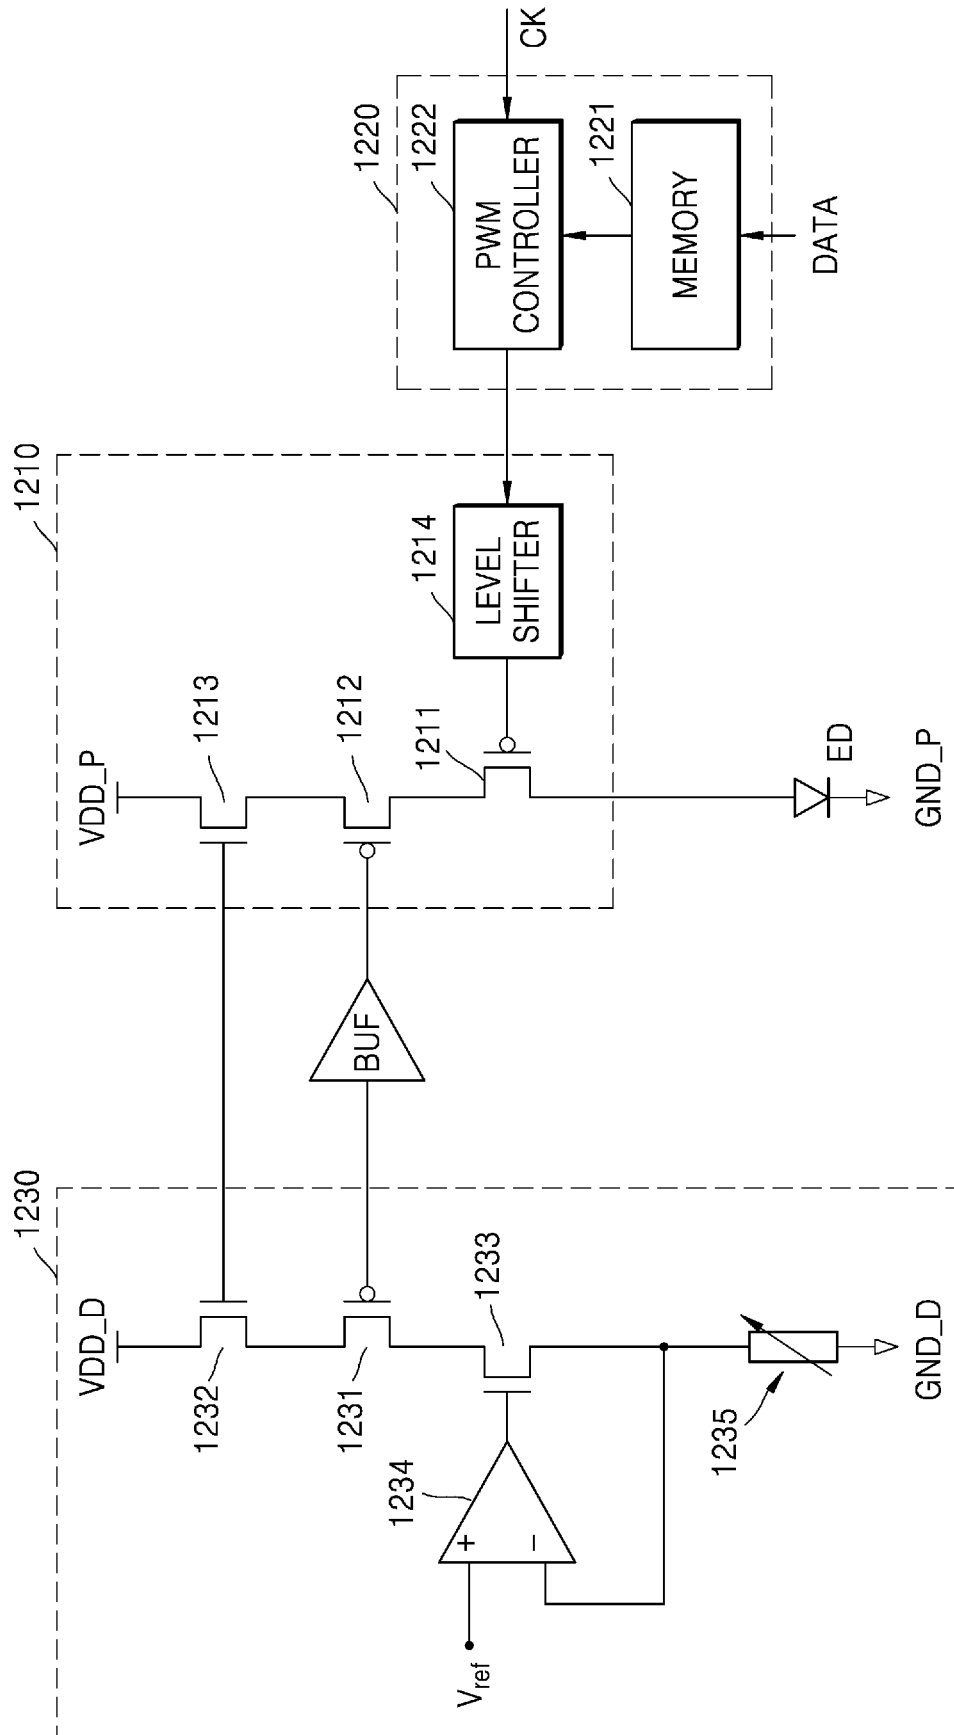 1230
VDD_D
1232
1231
1233
1234
+
−
Vref
1235
GND_D
BUF
1210
VDD_P
1213
1212
1211
1214
LEVEL
SHIFTER
ED
GND_P
1220
1222
PWM
CONTROLLER
CK
1221
MEMORY
DATA